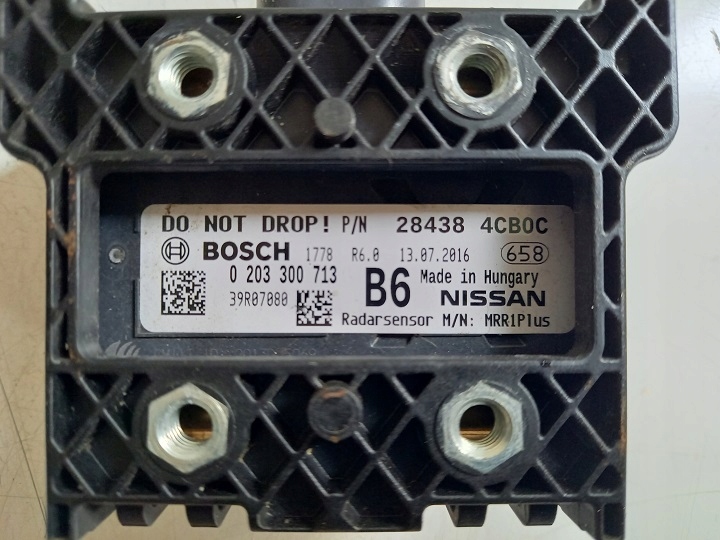 DO NOT DROP! P/N 28438 4CB0C
BOSCH 1778 R6.0 13.07.2016 658
0 203 300 713 B6 Made in Hungary
39R07080 NISSAN
Radarsensor M/N: MRR1Plus